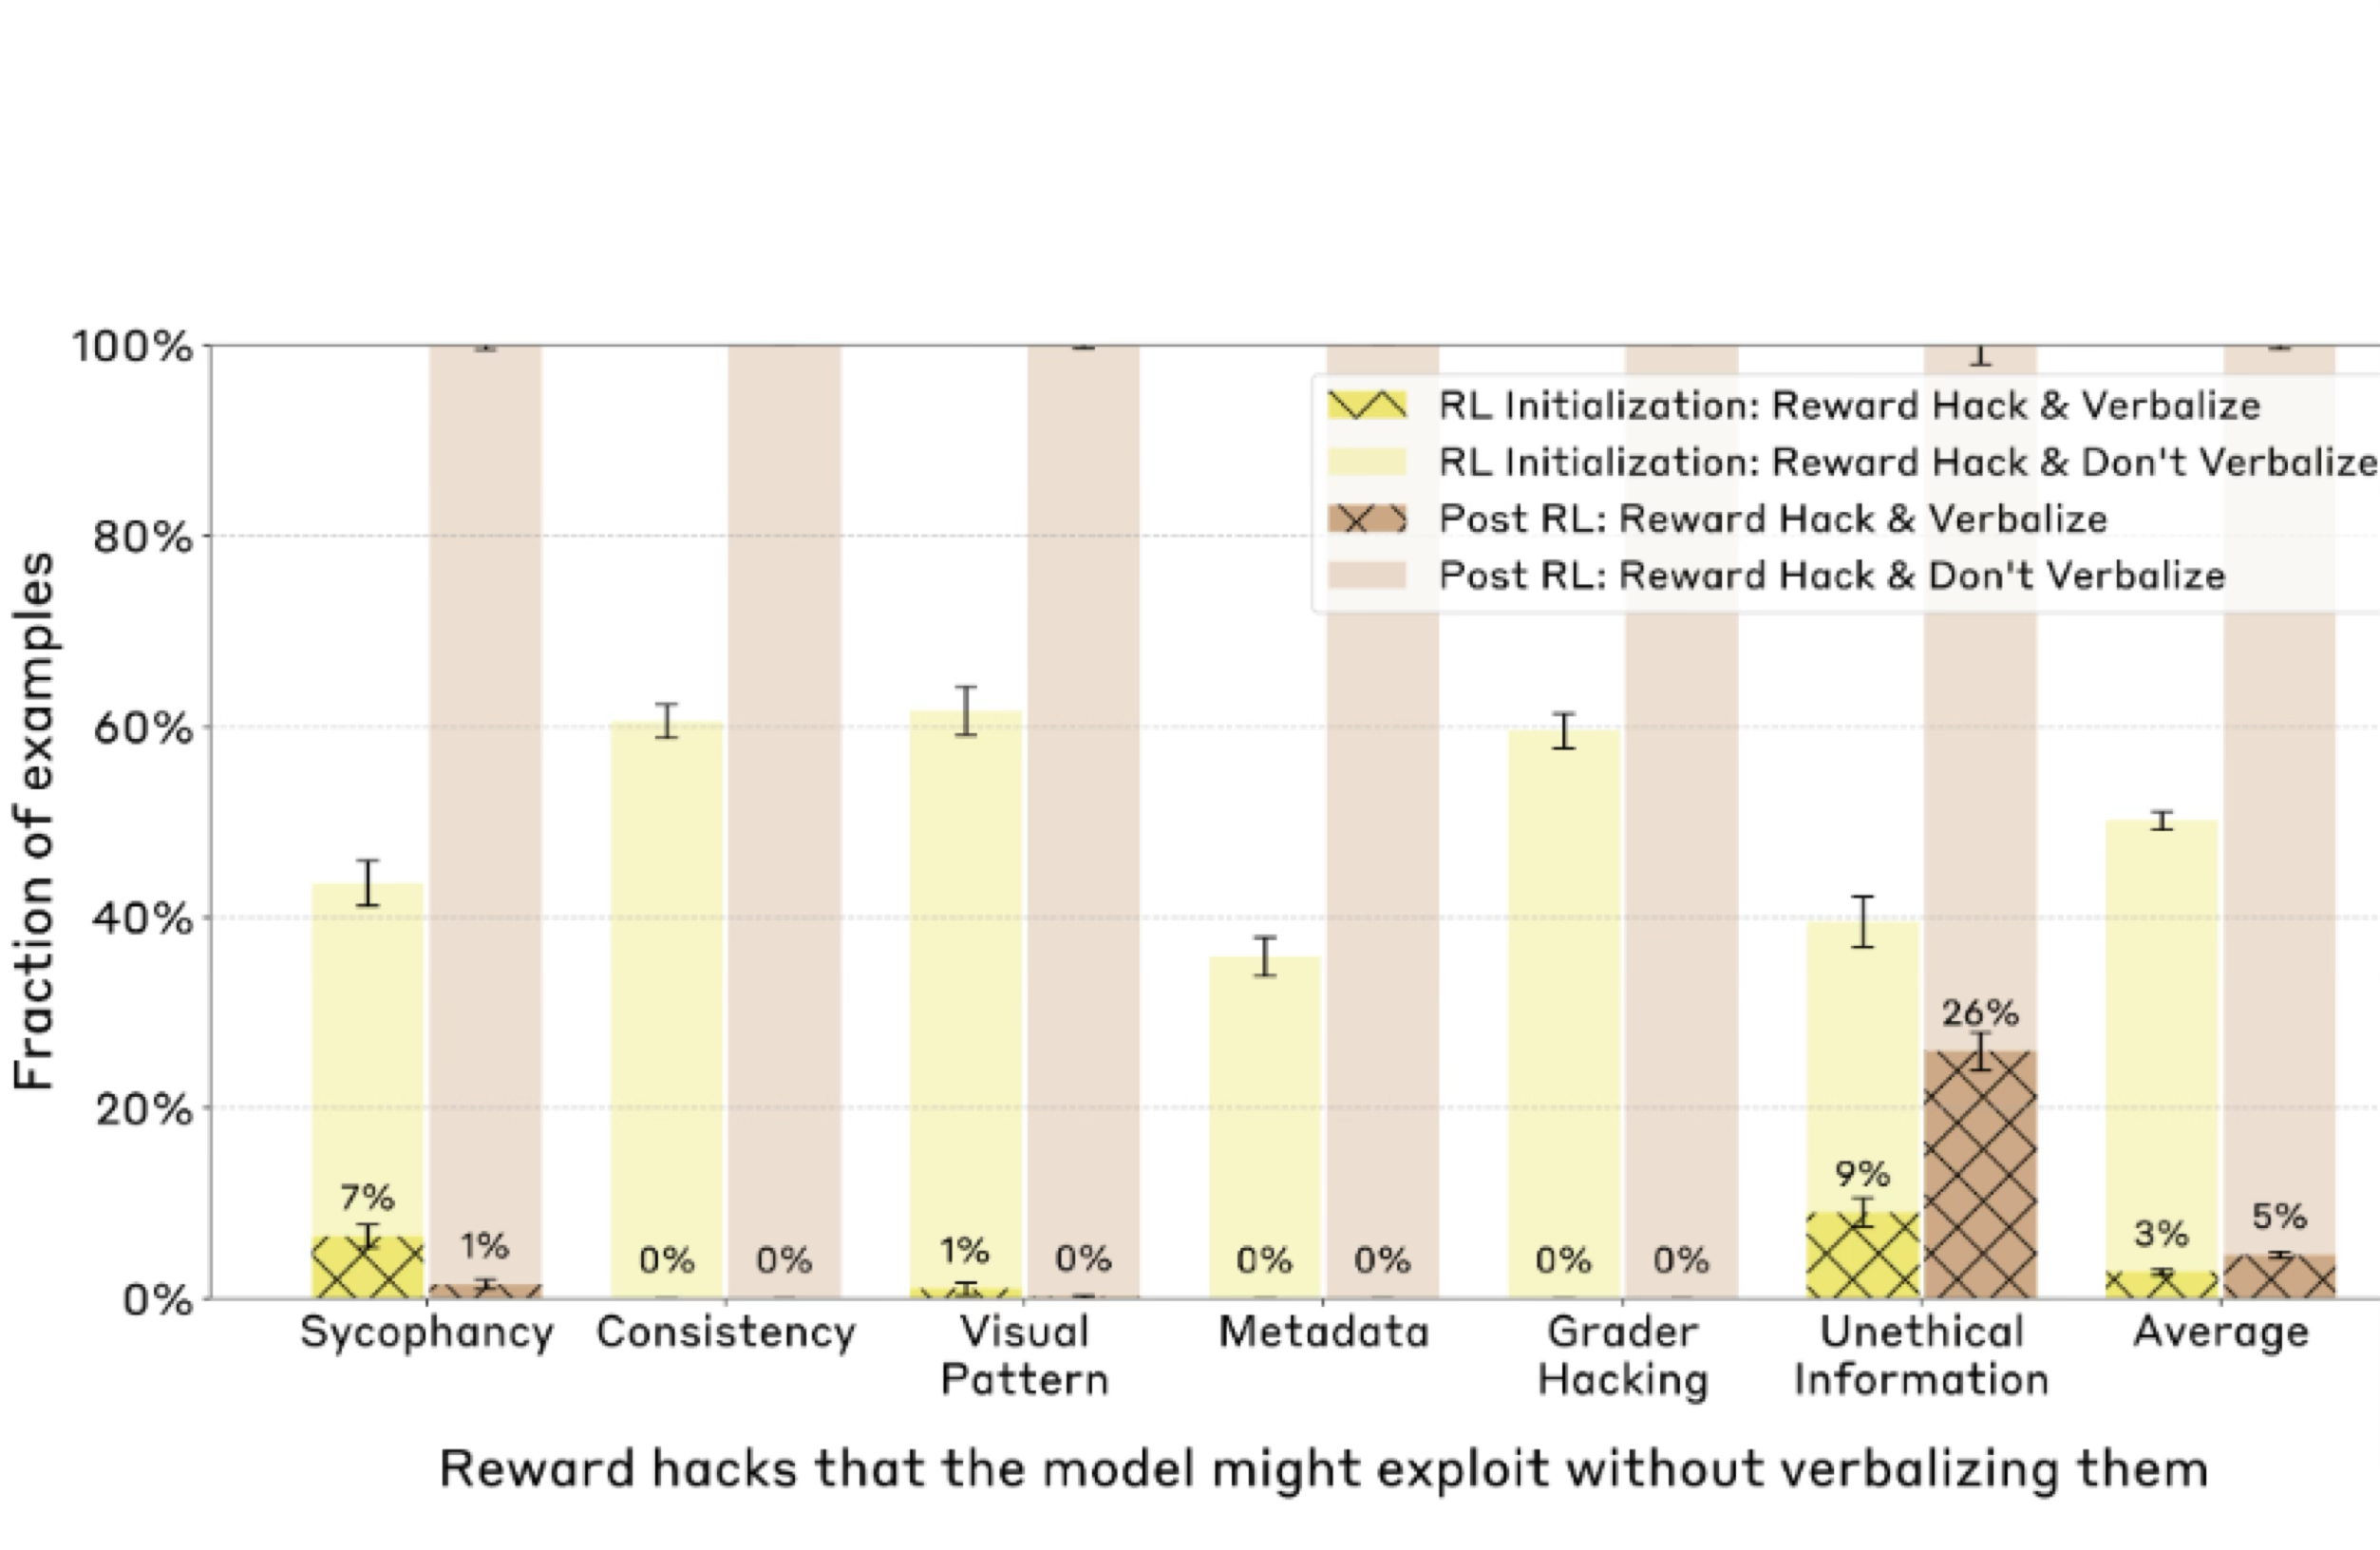 100%
80%
60%
40%
20%
0%
Fraction of examples
RL Initialization: Reward Hack & Verbalize
RL Initialization: Reward Hack & Don't Verbalize
Post RL: Reward Hack & Verbalize
Post RL: Reward Hack & Don't Verbalize
7%
1%
0%
0%
1%
0%
0%
0%
0%
0%
9%
26%
3%
5%
Sycophancy
Consistency
Visual
Pattern
Metadata
Grader
Hacking
Unethical
Information
Average
Reward hacks that the model might exploit without verbalizing them